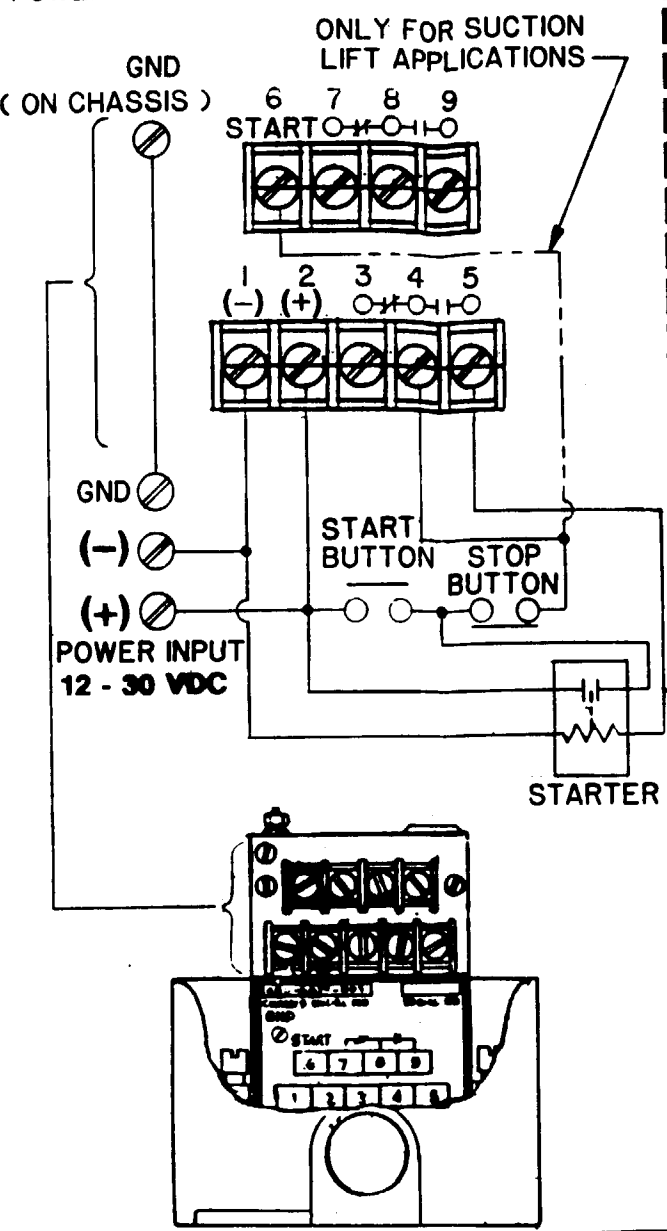 ONLY FOR SUCTION
LIFT APPLICATIONS
GND
( ON CHASSIS )
6 7 8 9
START
1 2 3 4 5
(-) (+)
GND
(-)
START
BUTTON
STOP
BUTTON
(+)
POWER INPUT
12 - 30 VDC
STARTER
GND
START
6 7 8 9
1 2 3 4 5